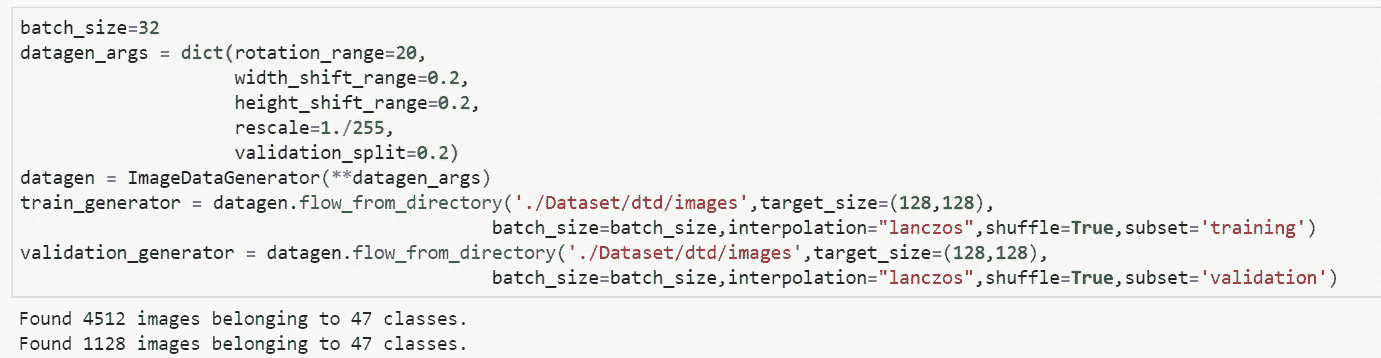 batch_size=32
datagen_args = dict(rotation_range=20,
width_shift_range=0.2,
height_shift_range=0.2,
rescale=1./255,
validation_split=0.2)
datagen = ImageDataGenerator(**datagen_args)
train_generator = datagen.flow_from_directory('./Dataset/dtd/images',target_size=(128,128),
batch_size=batch_size,interpolation="lanczos",shuffle=True,subset='training')
validation_generator = datagen.flow_from_directory('./Dataset/dtd/images',target_size=(128,128),
batch_size=batch_size,interpolation="lanczos",shuffle=True,subset='validation')
Found 4512 images belonging to 47 classes.
Found 1128 images belonging to 47 classes.